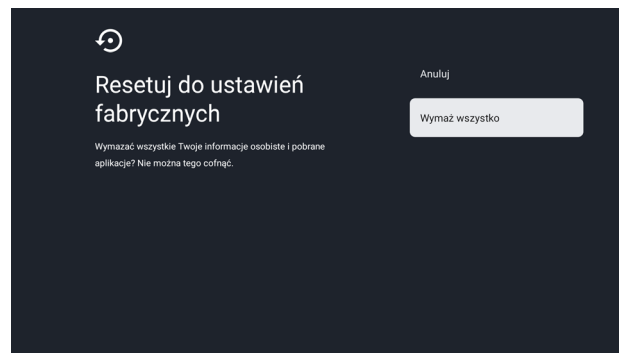 Resetuj do ustawień
fabrycznych
Wymazać wszystkie Twoje informacje osobiste i pobrane
aplikacje? Nie można tego cofnąć.
Anuluj
Wymaż wszystko